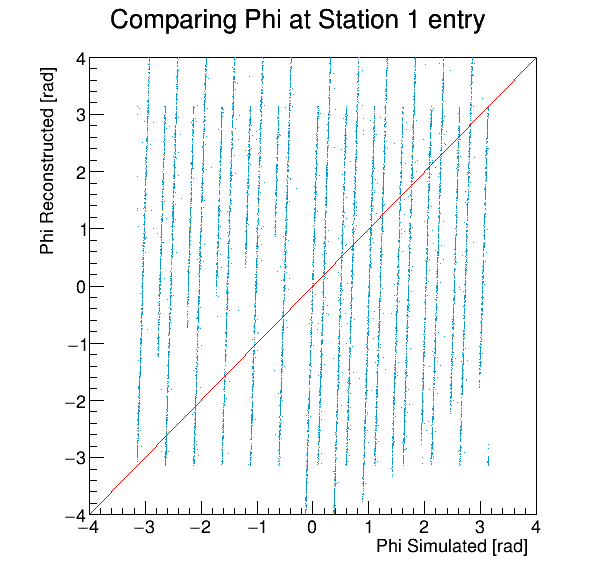 Comparing Phi at Station 1 entry
Phi Reconstructed [rad]
4
3
2
1
0
−1
−2
−3
−4
−4 −3 −2 −1 0 1 2 3 4
Phi Simulated [rad]